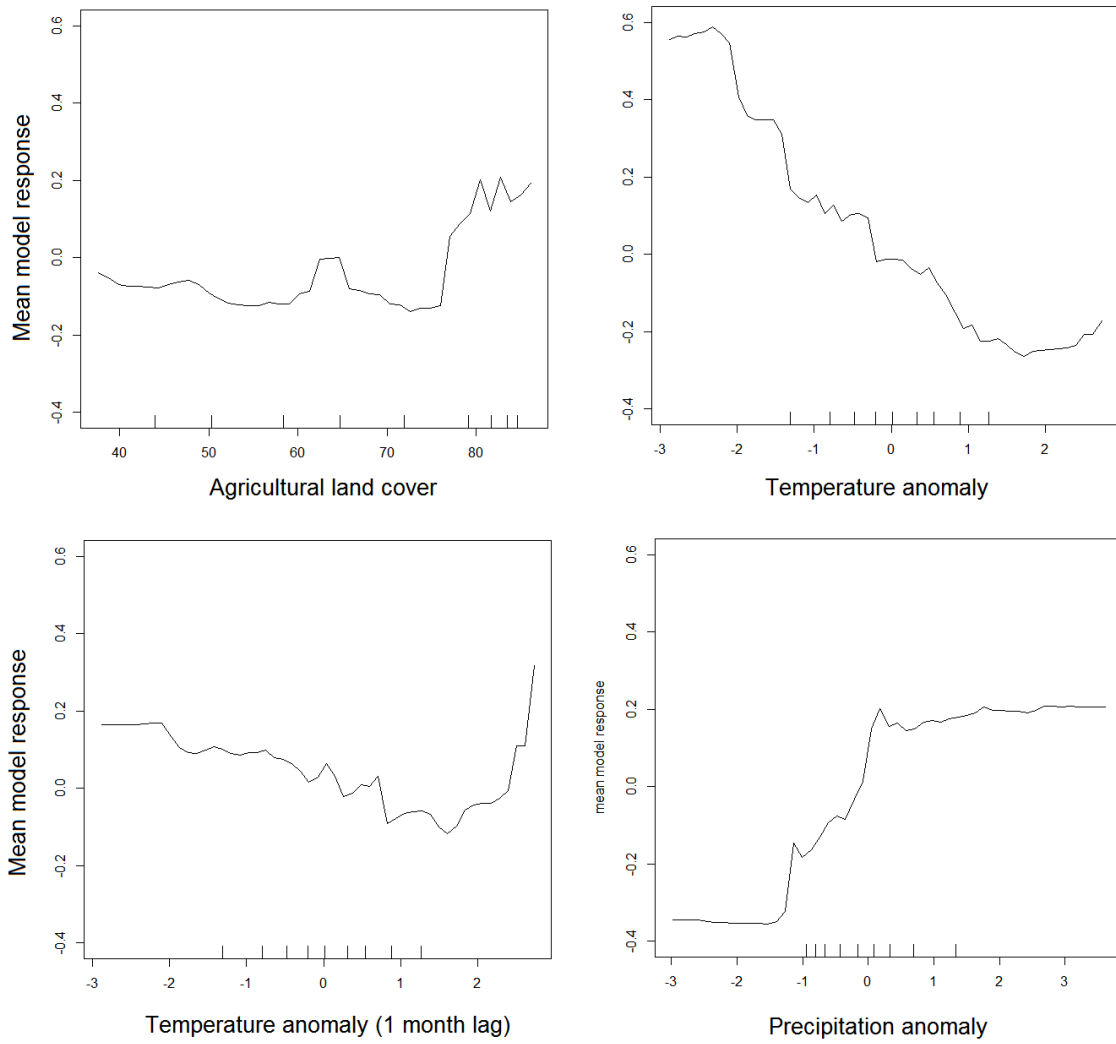 Mean model response
0.6
0.4
0.2
0.0
-0.2
-0.4
40 50 60 70 80
Agricultural land cover
0.6
0.4
0.2
0.0
-0.2
-0.4
-3 -2 -1 0 1 2
Temperature anomaly
Mean model response
0.6
0.4
0.2
0.0
-0.2
-0.4
-3 -2 -1 0 1 2
Temperature anomaly (1 month lag)
mean model response
0.6
0.4
0.2
0.0
-0.2
-0.4
-3 -2 -1 0 1 2 3
Precipitation anomaly